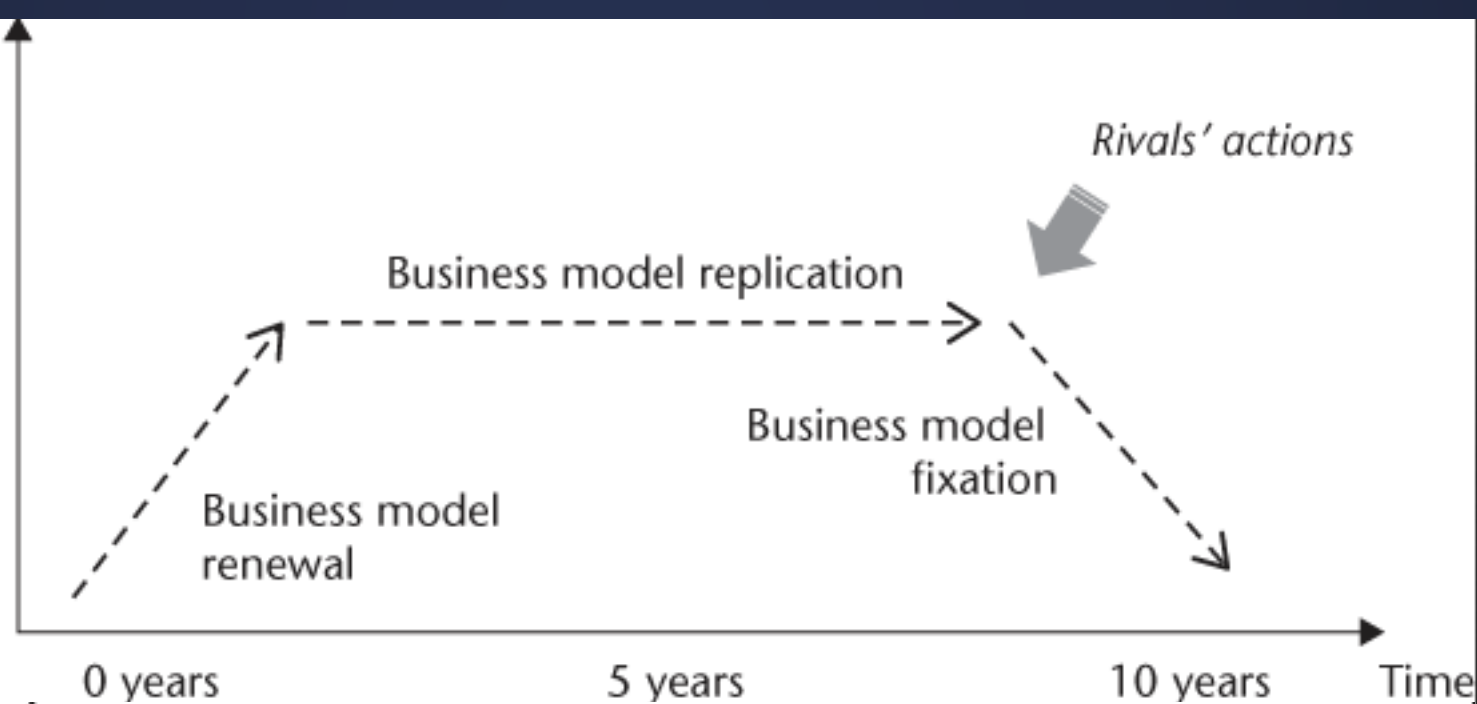 Rivals' actions
Business model replication
Business model
fixation
Business model
renewal
0 years
5 years
10 years
Time